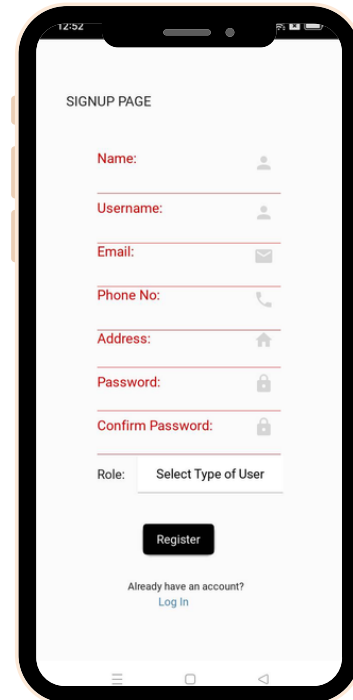 12:52
SIGNUP PAGE
Name:
Username:
Email:
Phone No:
Address:
Password:
Confirm Password:
Role: Select Type of User
Register
Already have an account?
Log In